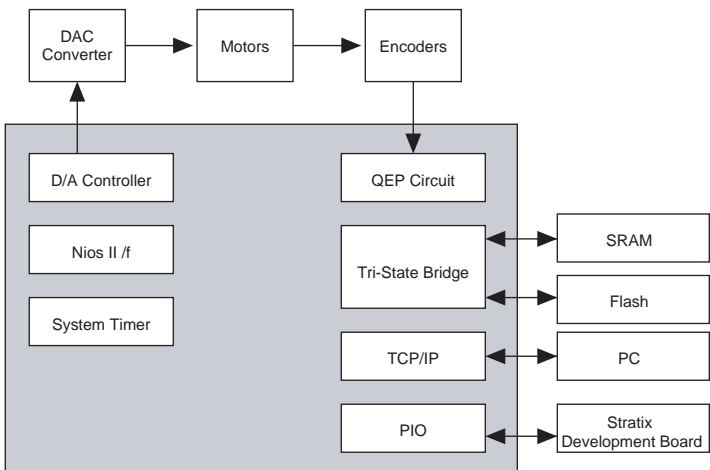 DAC
Converter
Motors
Encoders
D/A Controller
QEP Circuit
Nios II /f
Tri-State Bridge
SRAM
Flash
System Timer
TCP/IP
PC
PIO
Stratix
Development Board